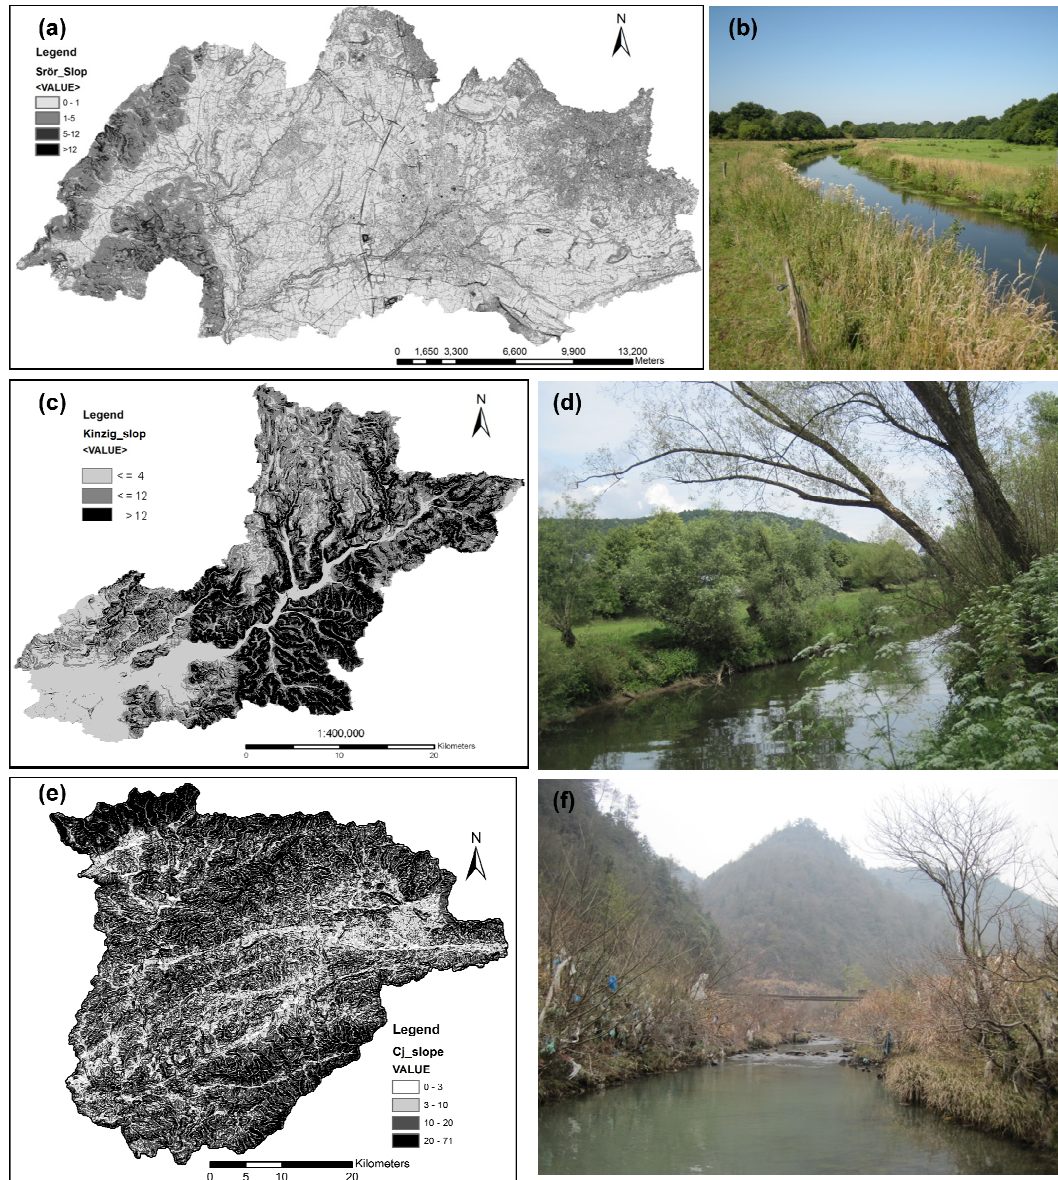 (a)
N
Legend
Srör_Slop
<VALUE>
0 - 1
1-5
5-12
>12
0 1,650 3,300 6,600 9,900 13,200
Meters
(b)
(c)
N
Legend
Kinzig_slop
<VALUE>
<= 4
<= 12
> 12
1:400,000
Kilometers
0 10 20
(d)
(e)
N
Legend
Cj_slope
VALUE
0 - 3
3 - 10
10 - 20
20 - 71
Kilometers
0 5 10 20
(f)